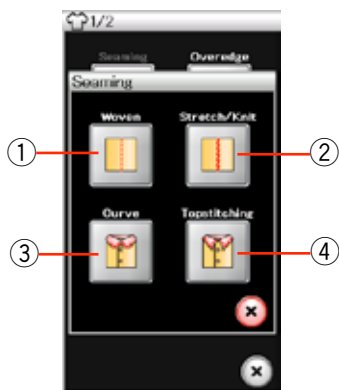 1/2
Seaming Overedge
Seaming
Woven Stretch/Knit
① ②
Curve Topstitching
③ ④